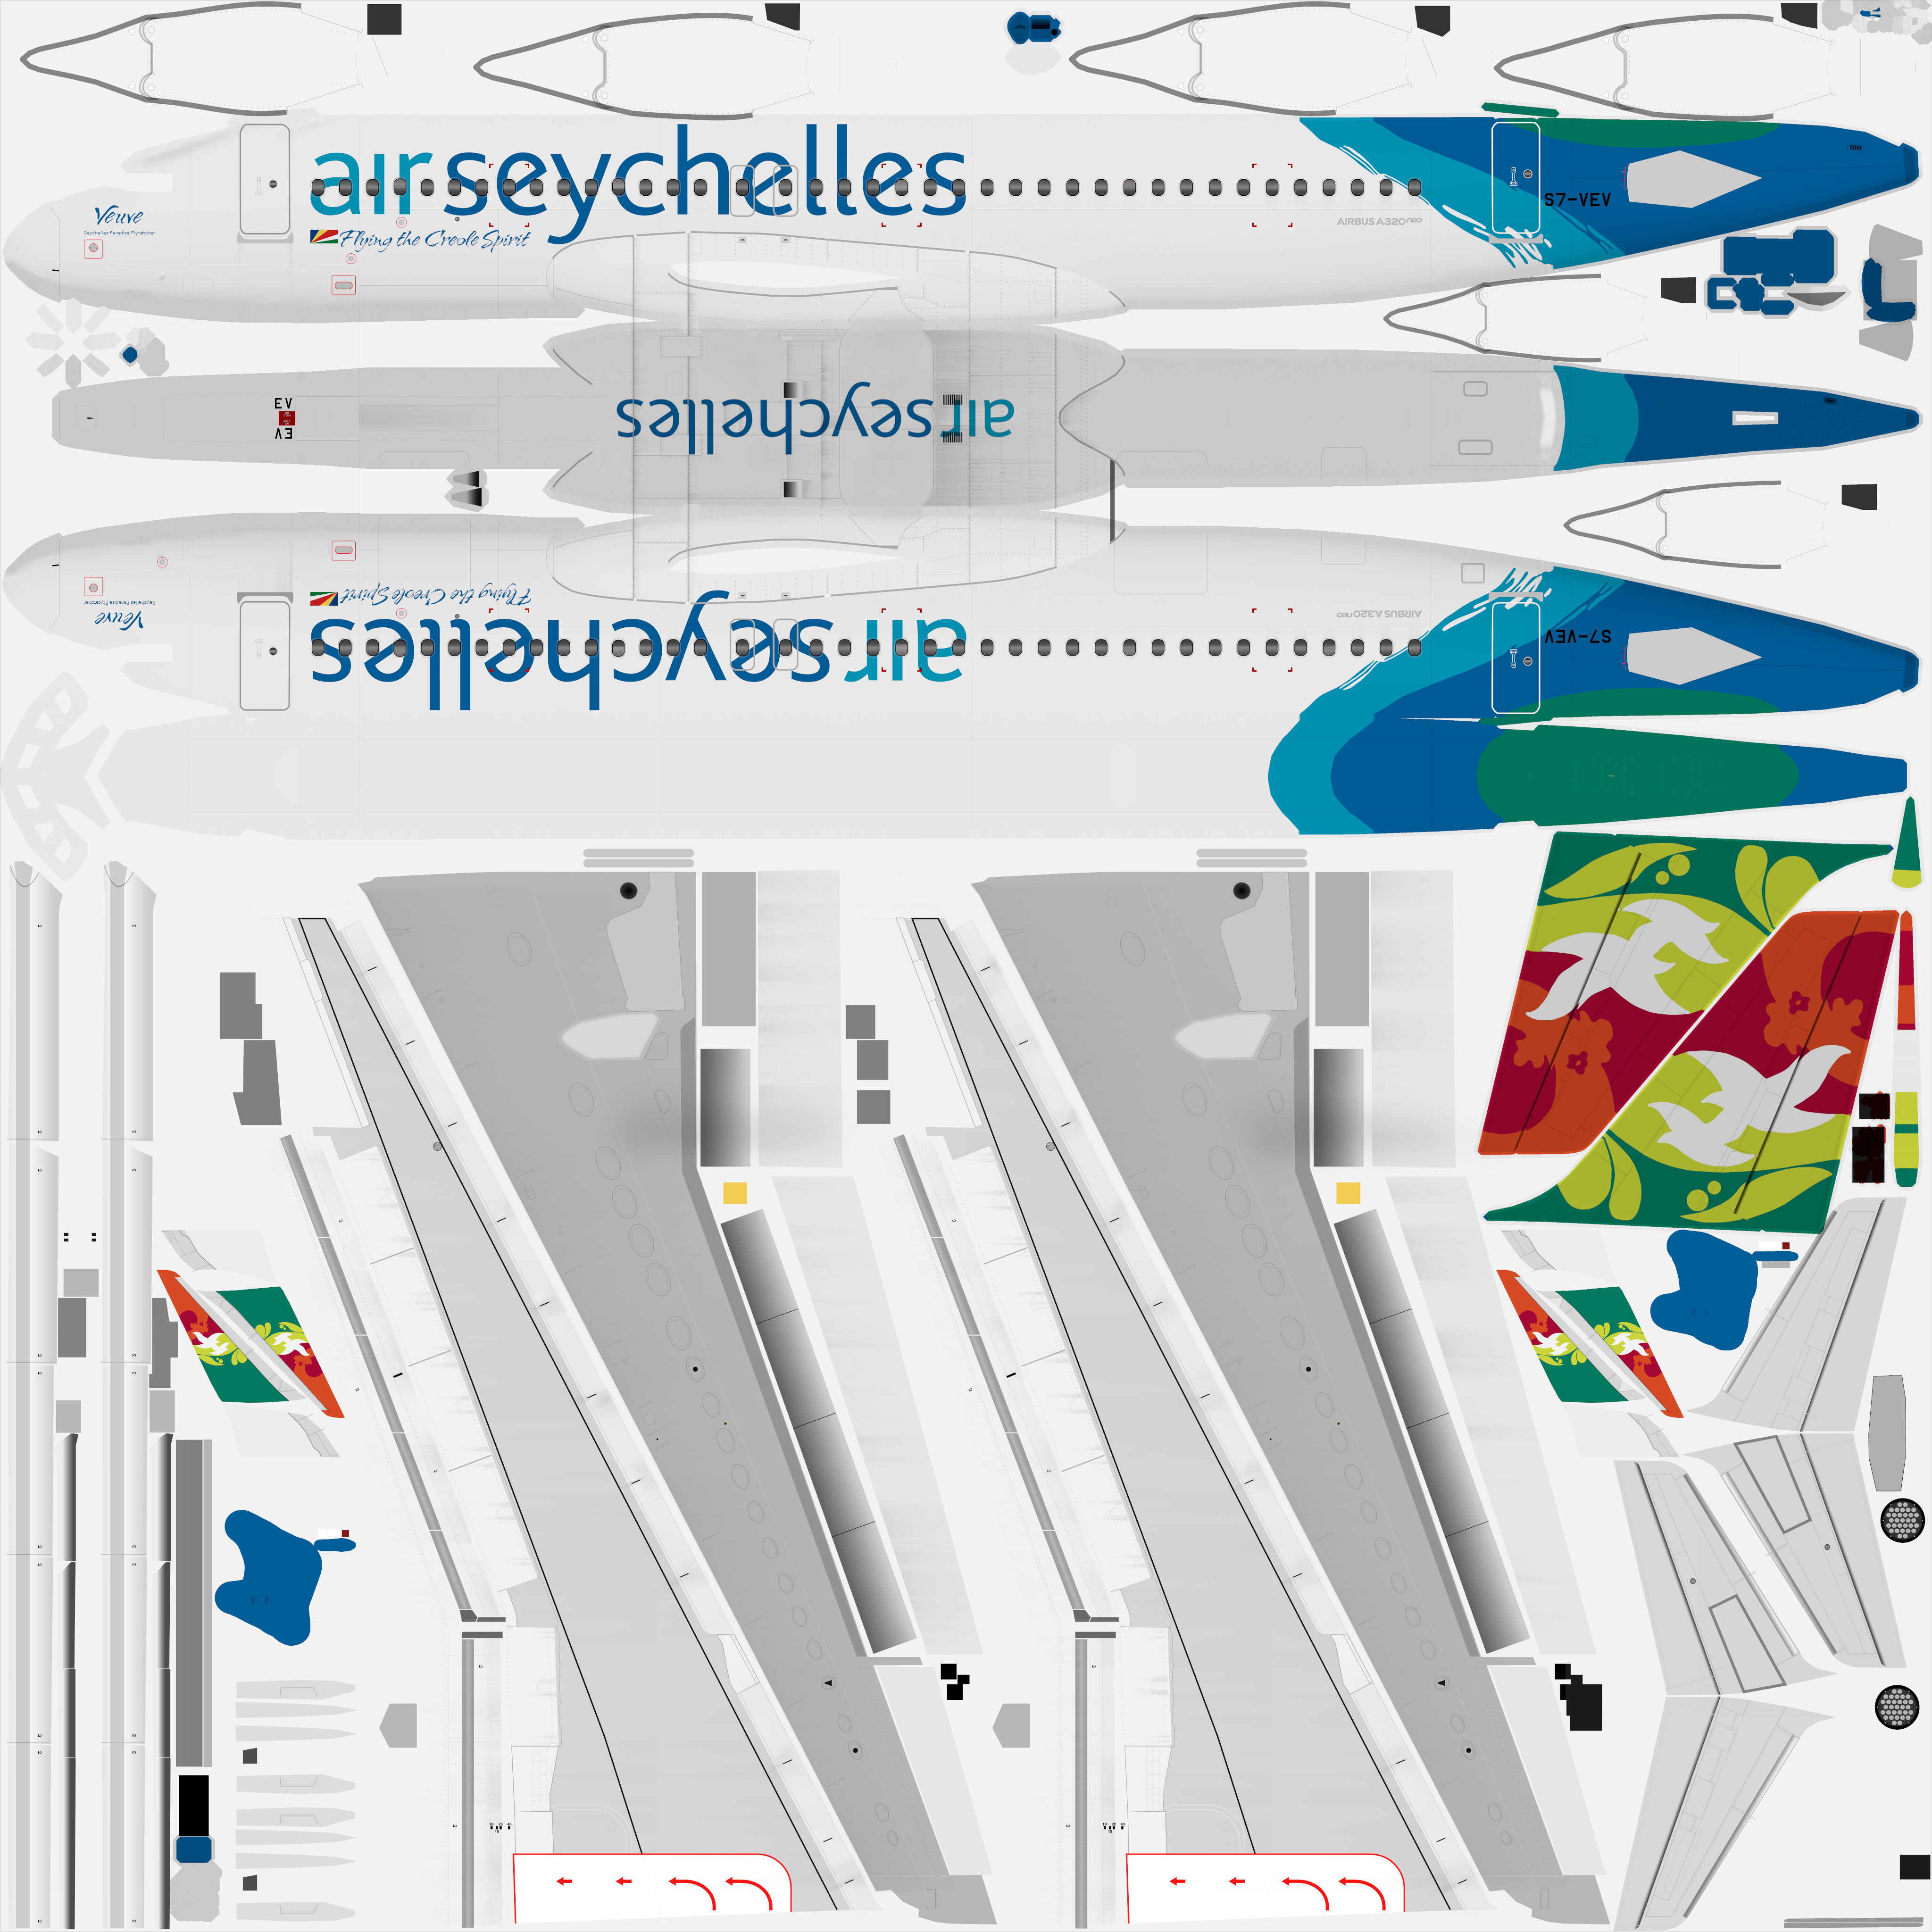 airseychelles
Veuve
Seychelles Paradise Flycatcher
Flying the Creole Spirit
S7-VEV
AIRBUS A320neo
EV
EV
airseychelles
Flying the Creole Spirit
Seychelles Paradise Flycatcher
Veuve
AIRBUS A320neo
S7-VEV
airseychelles